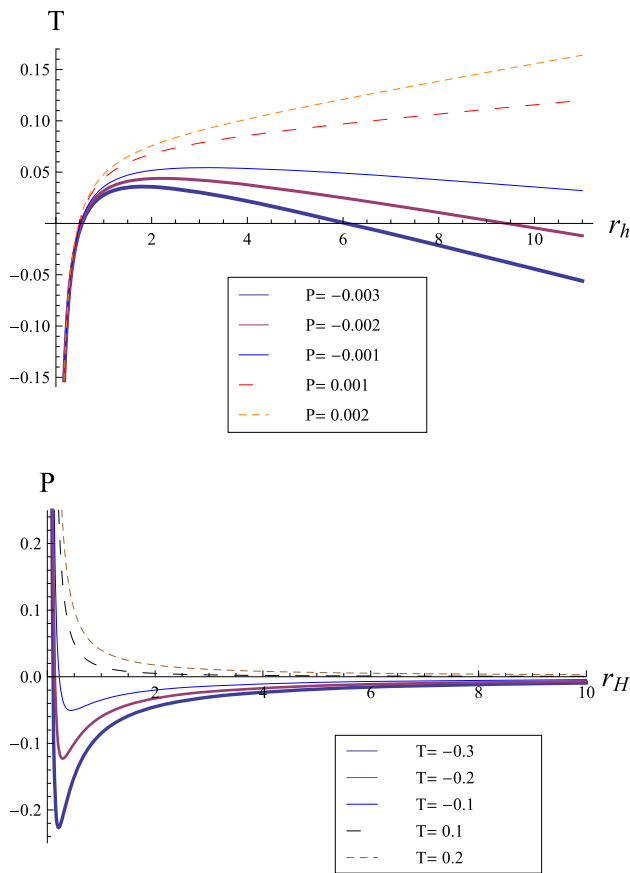 T
0.15
0.10
0.05
2 4 6 8 10
r_h
−0.05
−0.10
−0.15
P= −0.003
P= −0.002
P= −0.001
P= 0.001
P= 0.002
P
0.2
0.1
0.0
2 4 6 8 10
r_H
−0.1
−0.2
T= −0.3
T= −0.2
T= −0.1
T= 0.1
T= 0.2